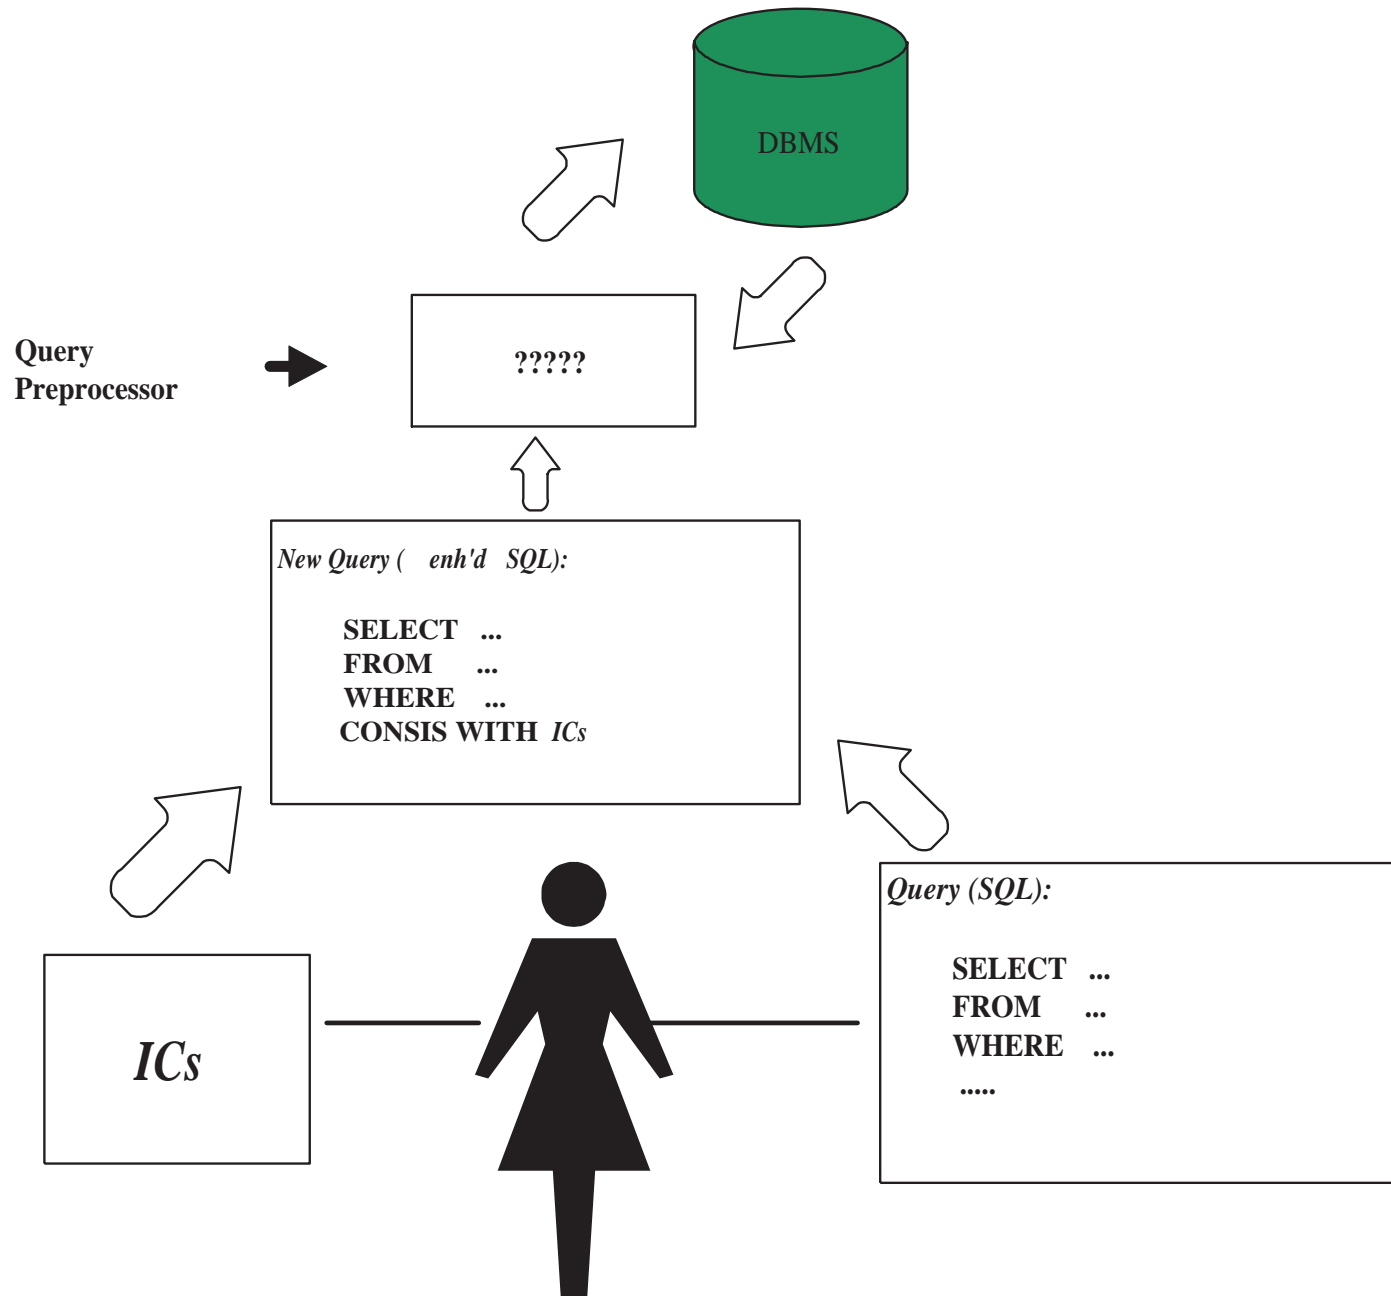 DBMS
Query
Preprocessor
?????
New Query ( enh'd SQL):
SELECT ...
FROM ...
WHERE ...
CONSIS WITH ICs
Query (SQL):
SELECT ...
FROM ...
WHERE ...
.....
ICs